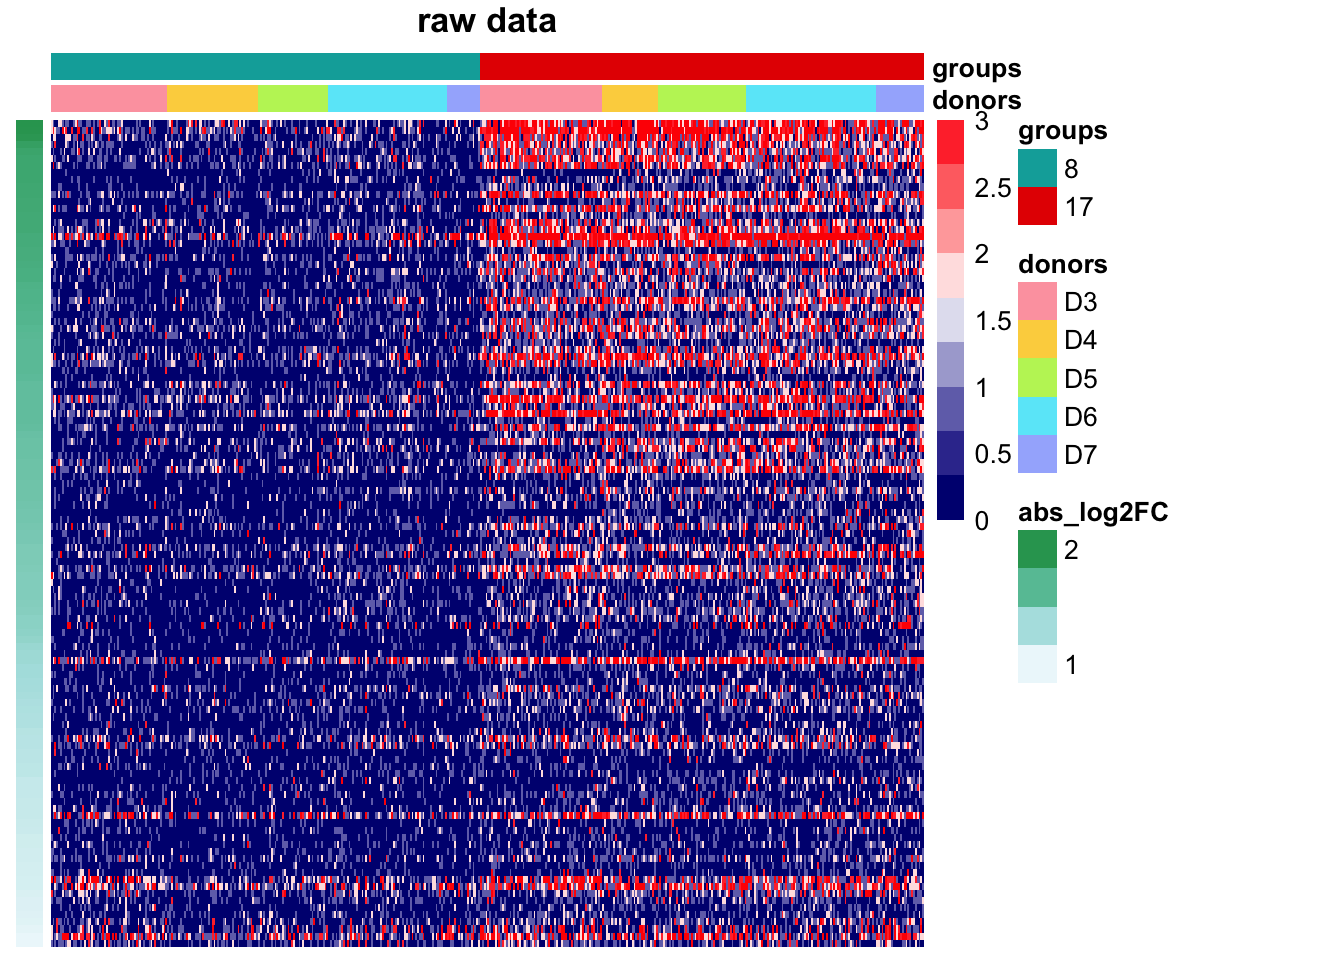 raw data
groups
donors
3
2.5
2
1.5
1
0.5
0
groups
8
17
donors
D3
D4
D5
D6
D7
abs_log2FC
2
1